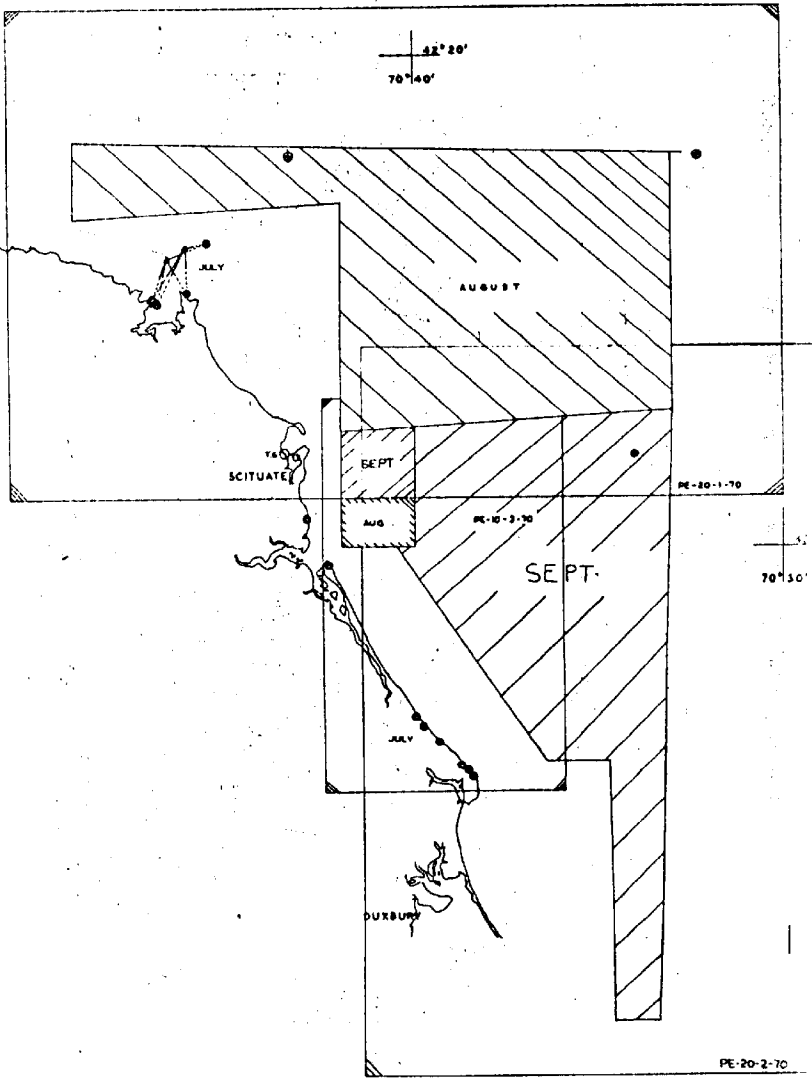 42°20'
70°40'
JULY
AUGUST
T.G.
SCITUATE
SEPT
PE-20-1-70
AUG
PE-10-2-70
70°30'
SEPT.
JULY
DUXBURY
PE-20-2-70